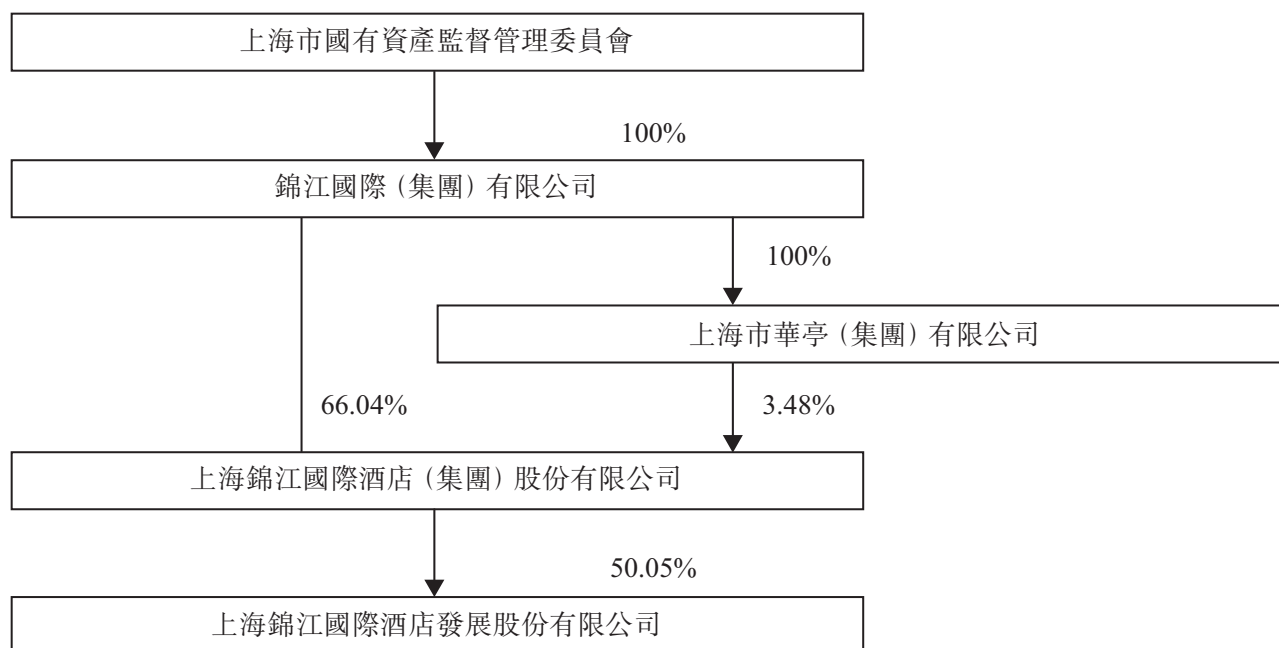 上海市國有資產監督管理委員會
100%
錦江國際（集團）有限公司
100%
上海市華亭（集團）有限公司
66.04%
3.48%
上海錦江國際酒店（集團）股份有限公司
50.05%
上海錦江國際酒店發展股份有限公司